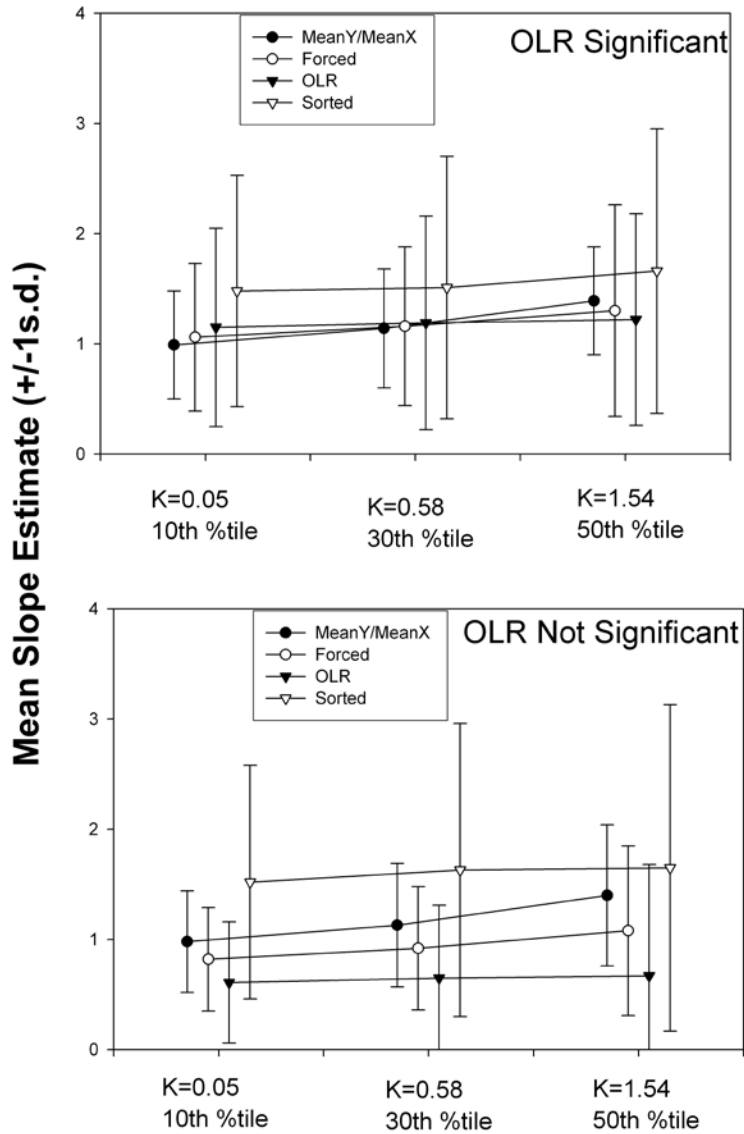 Mean Slope Estimate (+/-1s.d.)
OLR Significant
MeanY/MeanX
Forced
OLR
Sorted
4
3
2
1
0
K=0.05
10th %tile
K=0.58
30th %tile
K=1.54
50th %tile
OLR Not Significant
MeanY/MeanX
Forced
OLR
Sorted
4
3
2
1
0
K=0.05
10th %tile
K=0.58
30th %tile
K=1.54
50th %tile